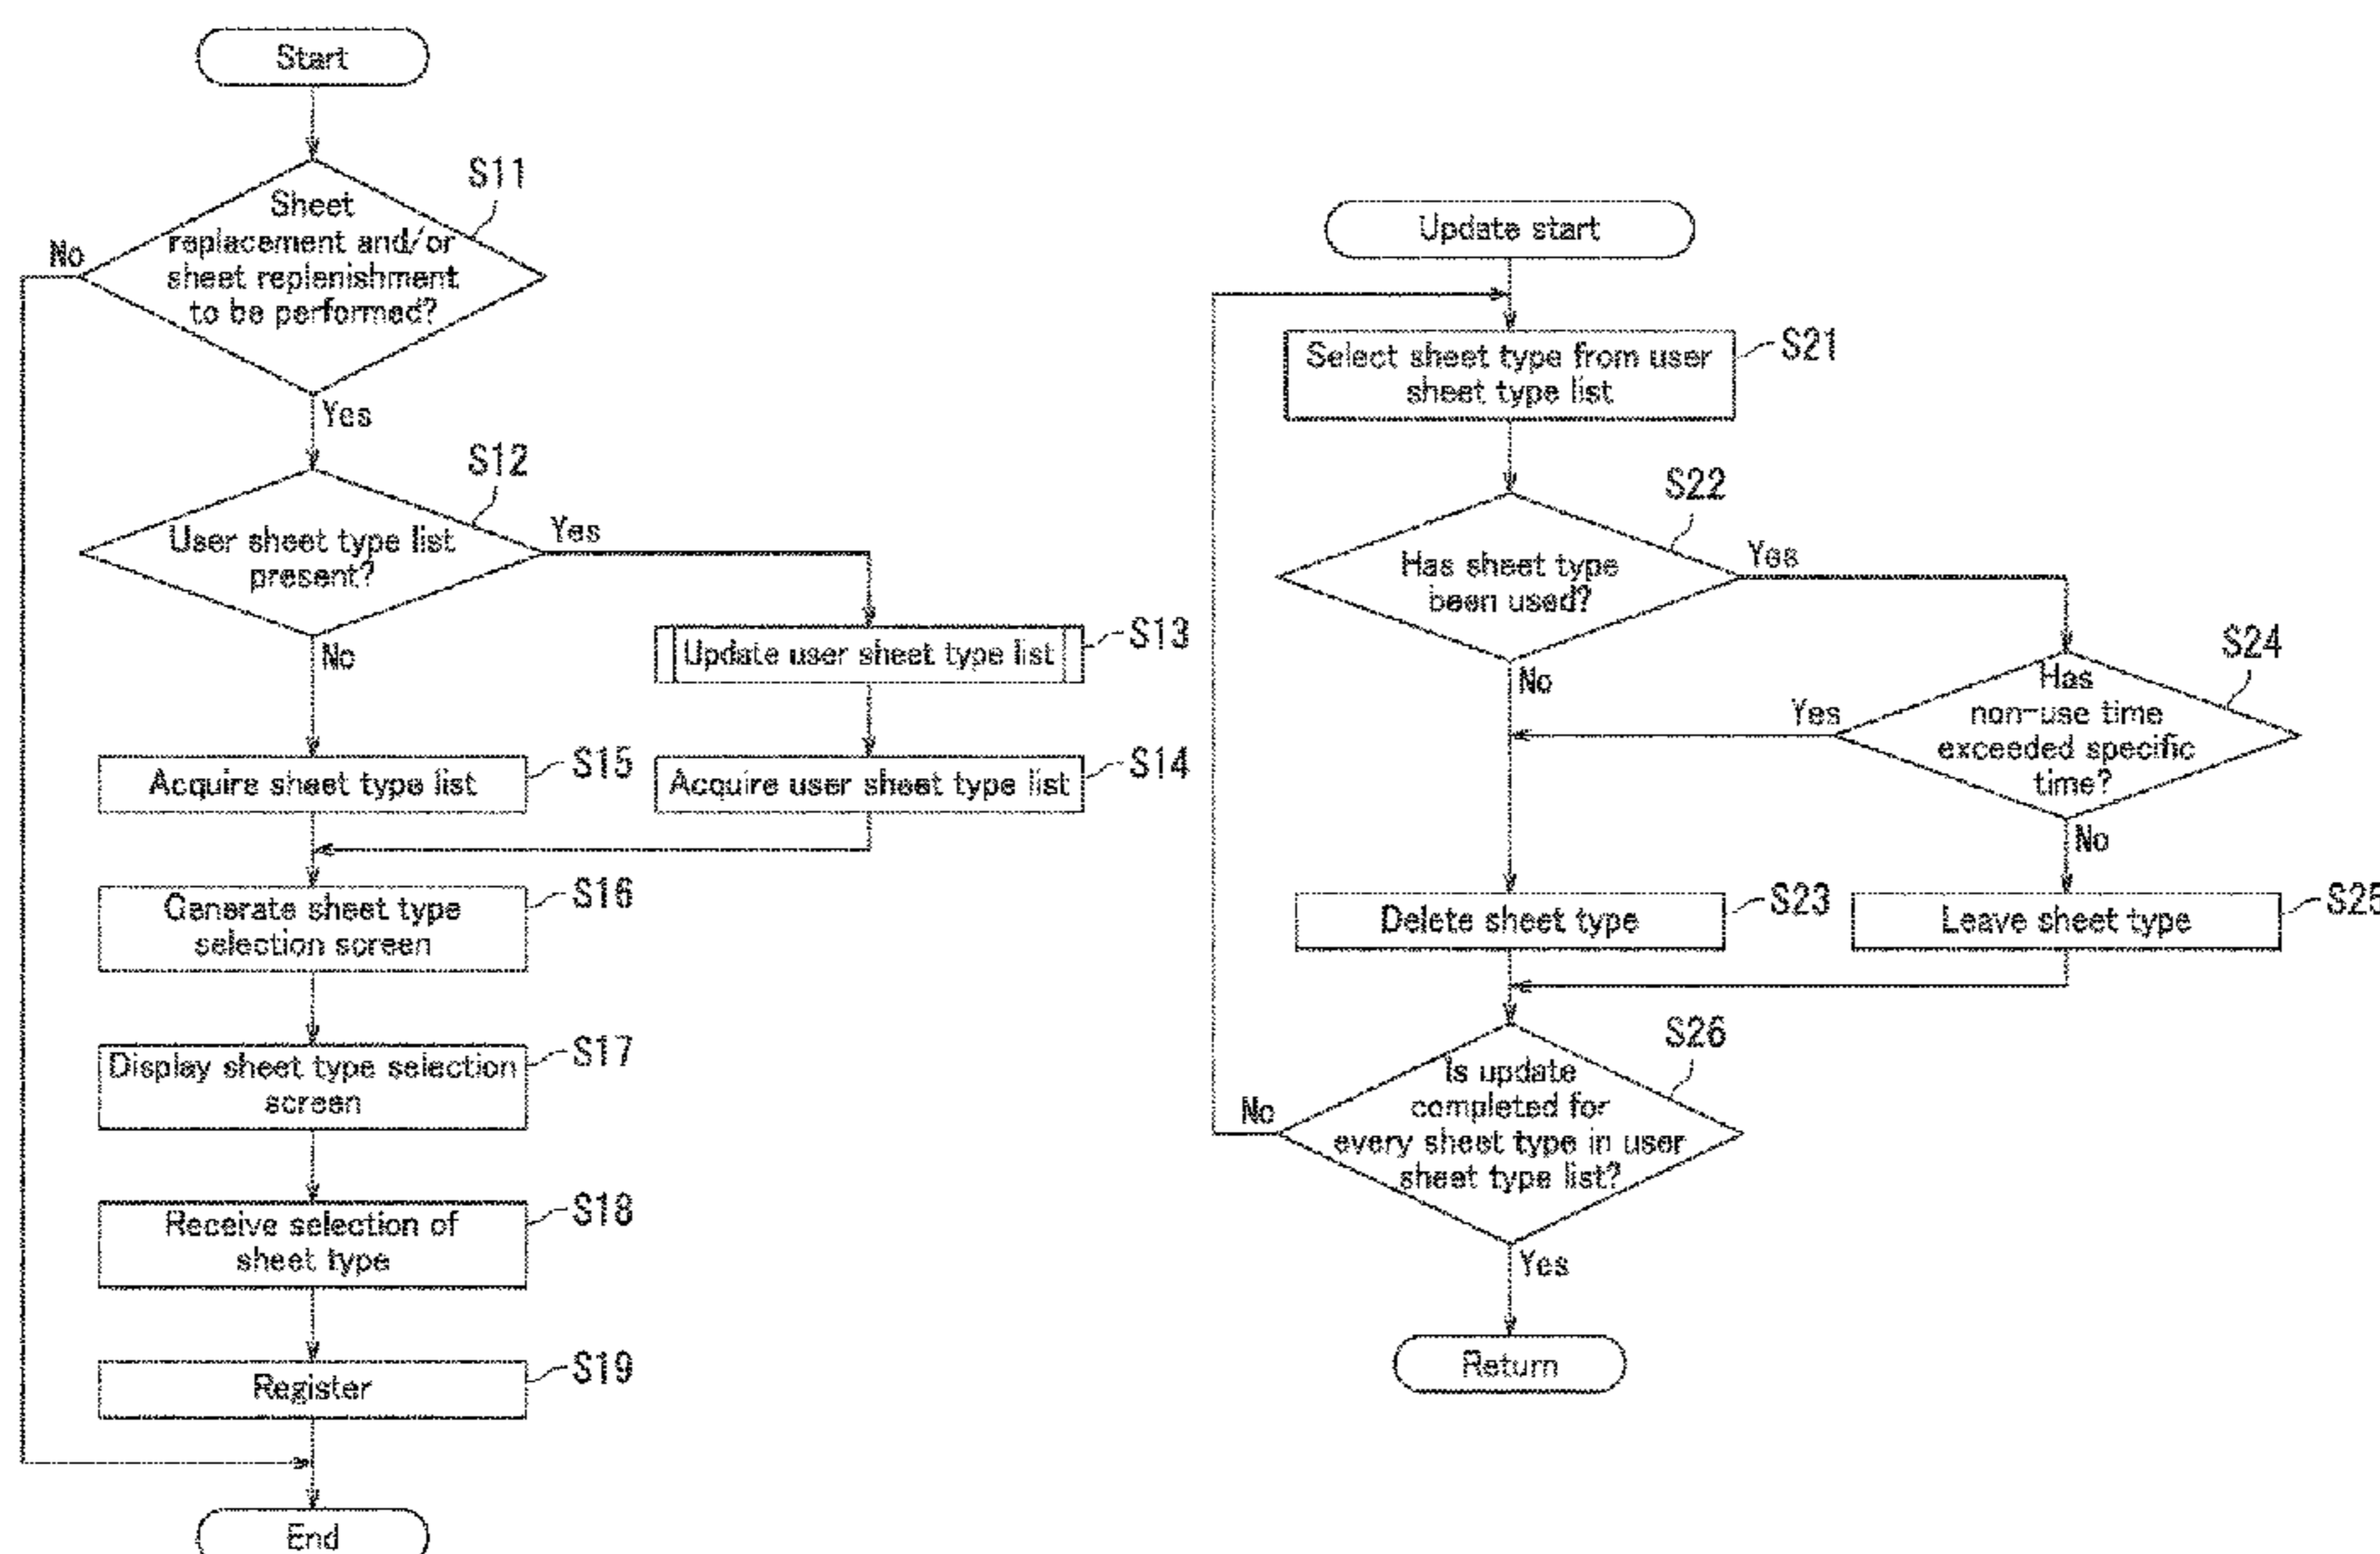 Start
S11
Sheet
replacement and/or
sheet replenishment
to be performed?
No
Yes
S12
User sheet type list
present?
Yes
No
Update user sheet type list
S13
Acquire sheet type list
S15
Acquire user sheet type list
S14
Generate sheet type
selection screen
S16
Display sheet type selection
screen
S17
Receive selection of
sheet type
S18
Register
S19
End
Update start
Select sheet type from user
sheet type list
S21
S22
Has sheet type
been used?
Yes
No
S24
Has
non-use time
exceeded specific
time?
Yes
No
Delete sheet type
S23
Leave sheet type
S25
S26
Is update
completed for
every sheet type in user
sheet type list?
No
Yes
Return